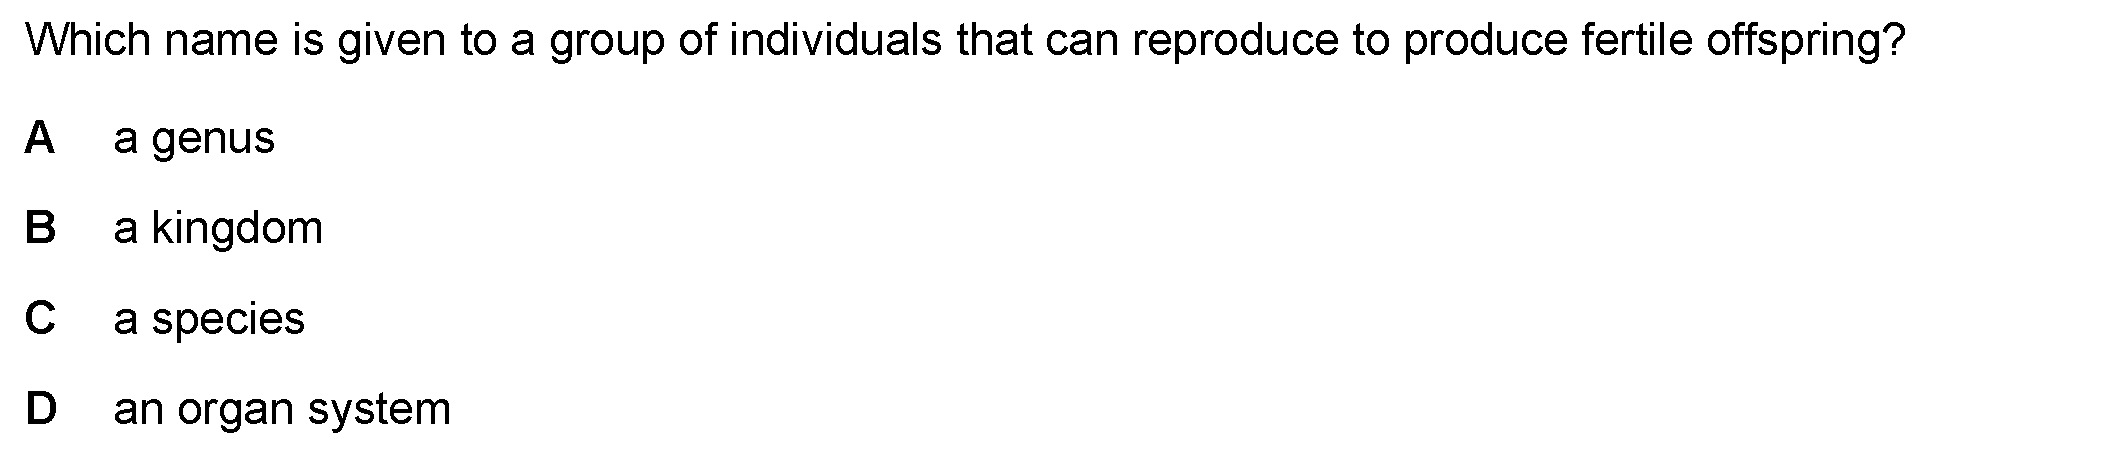 Which name is given to a group of individuals that can reproduce to produce fertile offspring?
A a genus
B a kingdom
C a species
D an organ system